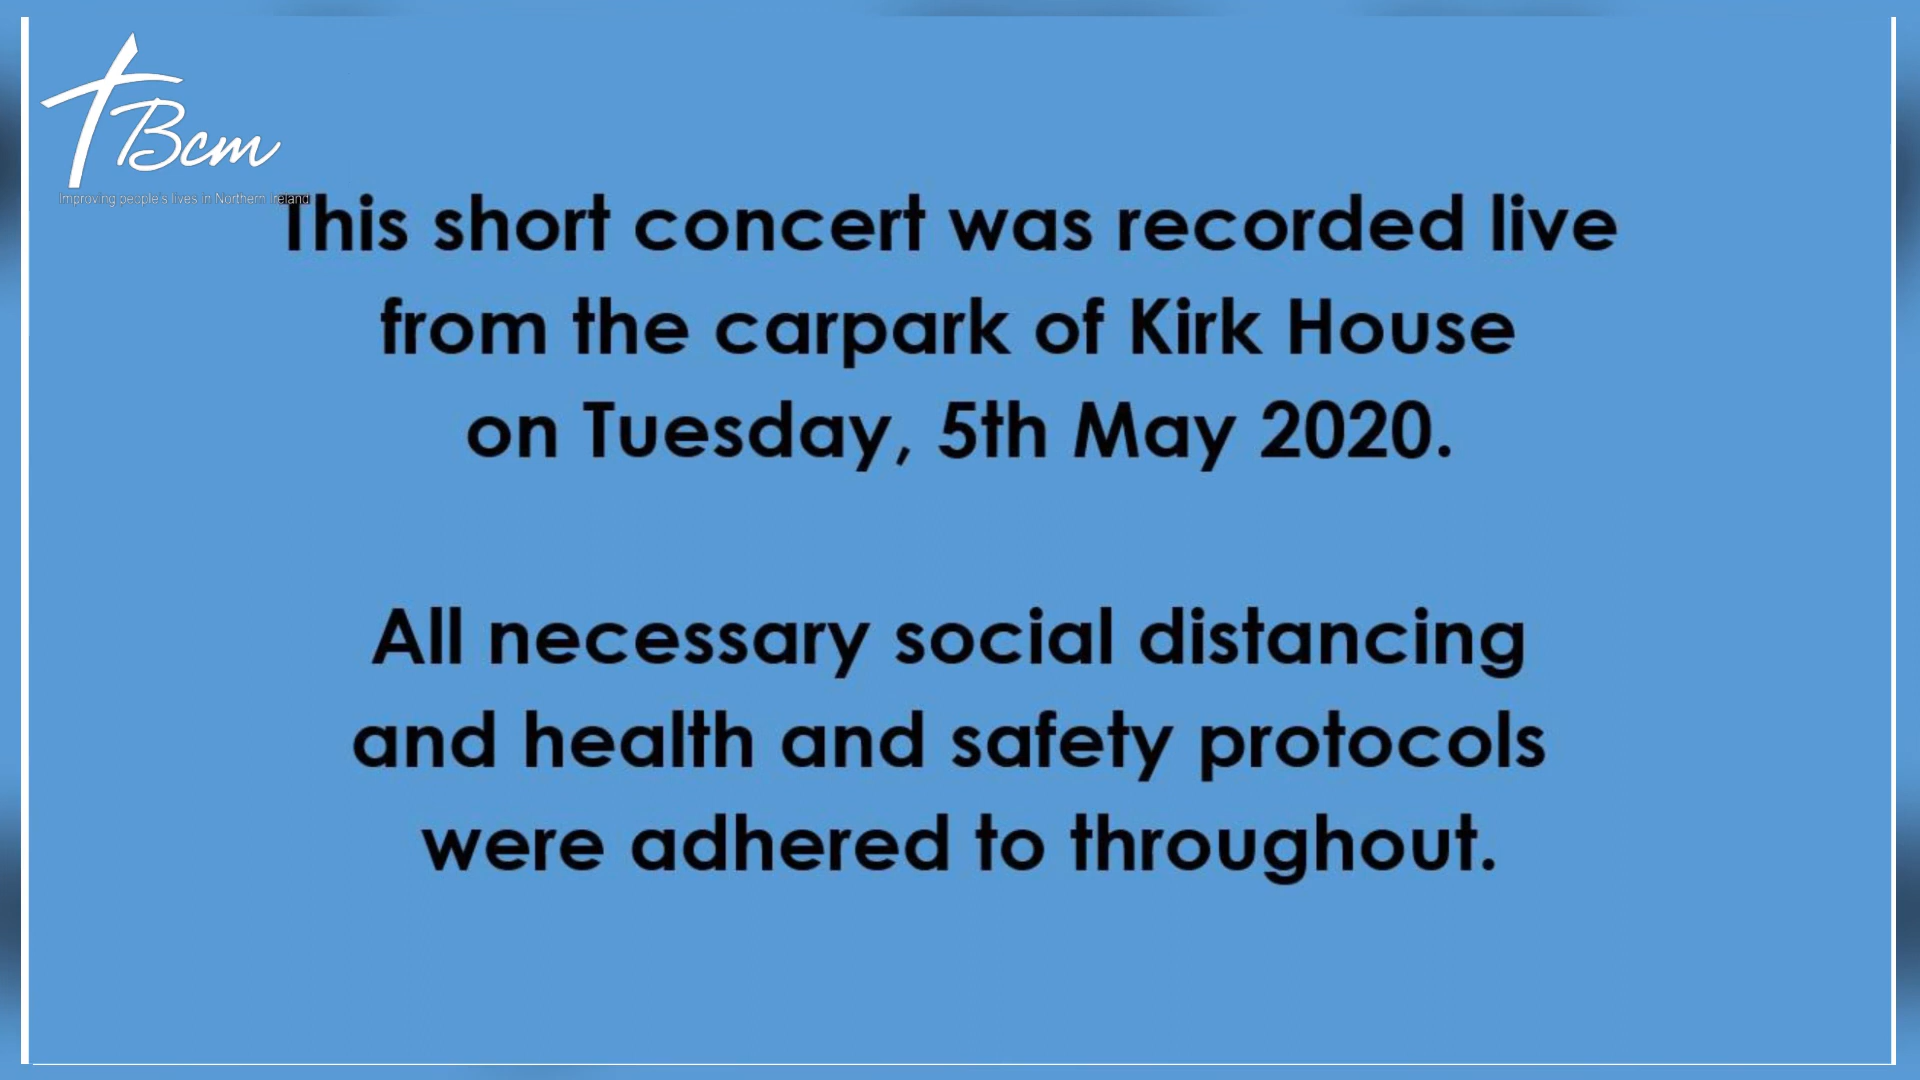 Bcm
Improving people's lives in Northern Ireland
This short concert was recorded live
from the carpark of Kirk House
on Tuesday, 5th May 2020.
All necessary social distancing
and health and safety protocols
were adhered to throughout.